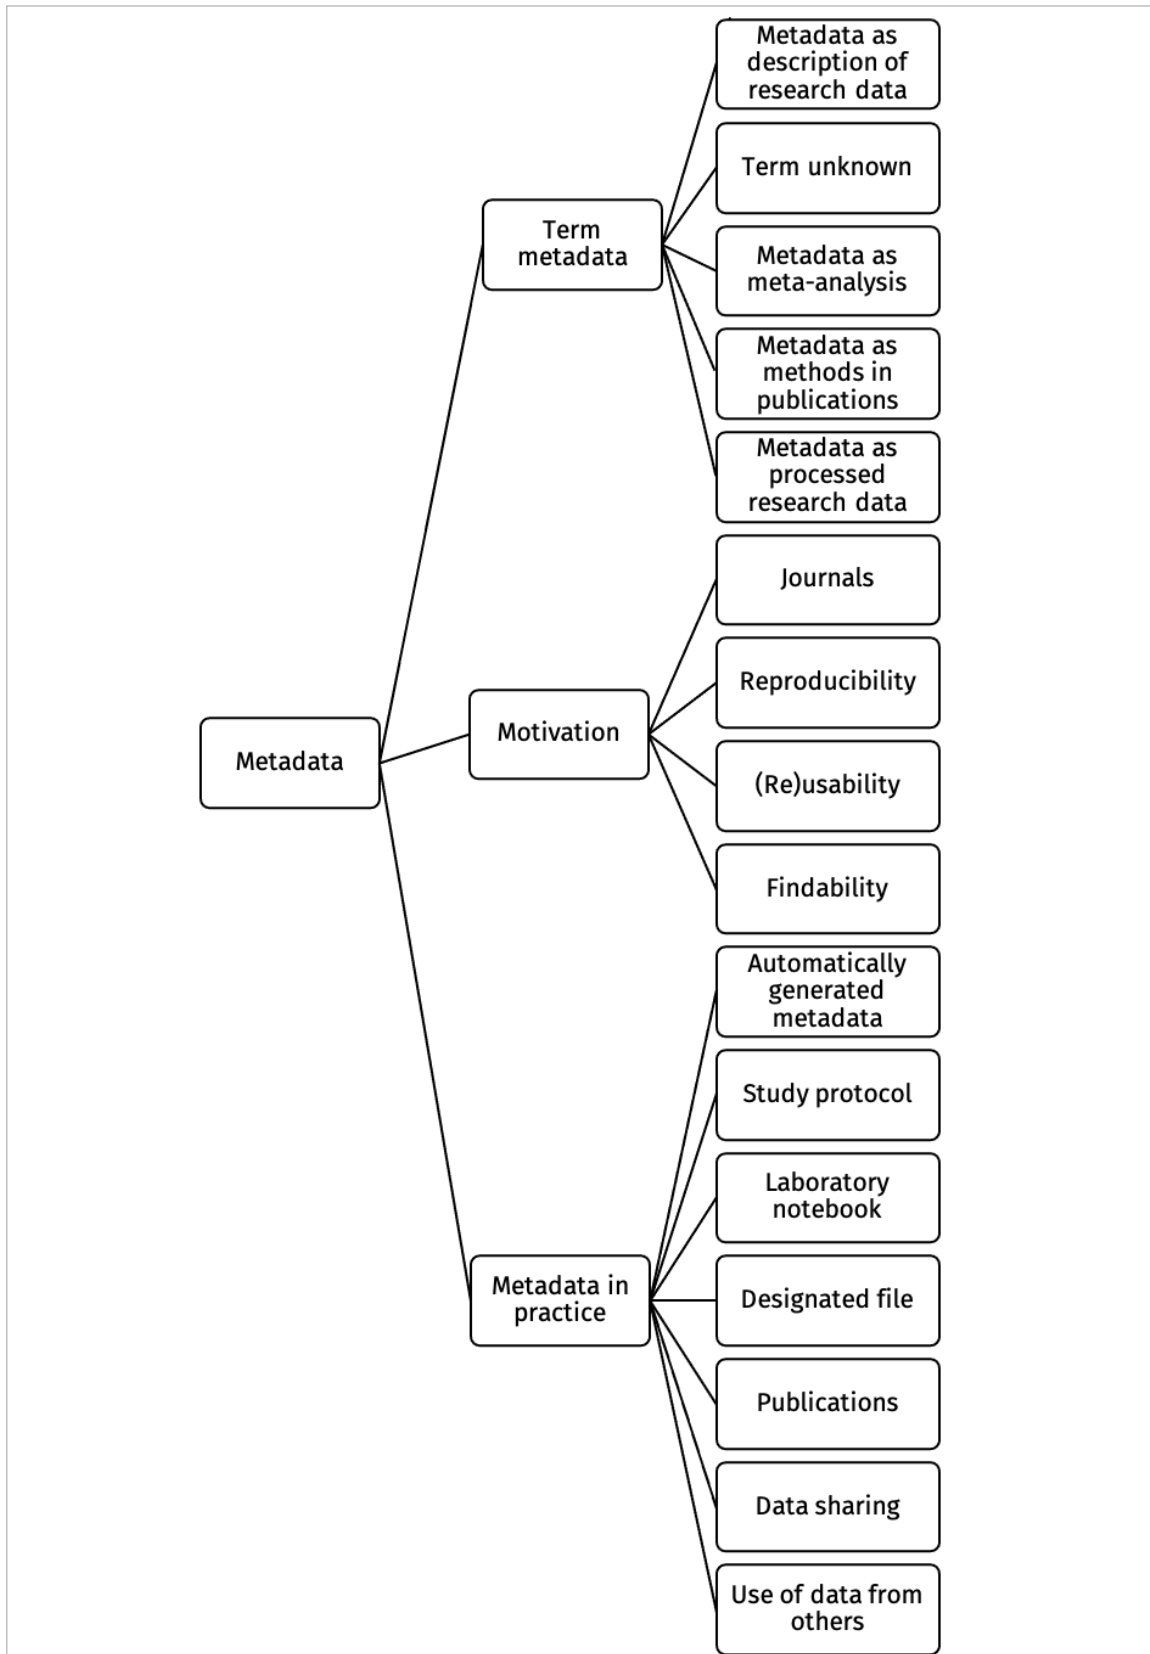 Metadata as
description of
research data
Term unknown
Term
metadata
Metadata as
meta-analysis
Metadata as
methods in
publications
Metadata as
processed
research data
Journals
Reproducibility
Motivation
Metadata
(Re)usability
Findability
Automatically
generated
metadata
Study protocol
Laboratory
notebook
Metadata in
practice
Designated file
Publications
Data sharing
Use of data from
others